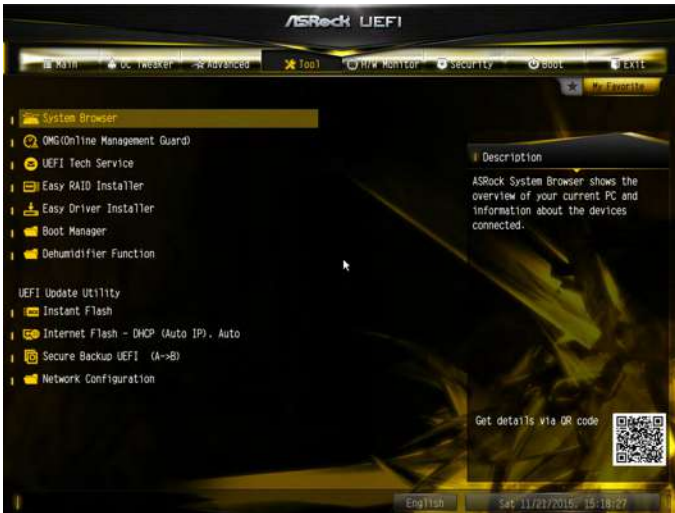 ASRock UEFI
Main OC Tweaker Advanced Tool H/W Monitor Security Boot Exit
My Favorite
System Browser
OMG(Online Management Guard)
UEFI Tech Service
Easy RAID Installer
Easy Driver Installer
Boot Manager
Dehumidifier Function
UEFI Update Utility
Instant Flash
Internet Flash - DHCP (Auto IP), Auto
Secure Backup UEFI (A->B)
Network Configuration
Description
ASRock System Browser shows the
overview of your current PC and
information about the devices
connected.
Get details via QR code
English
Sat 11/21/2015, 15:18:27